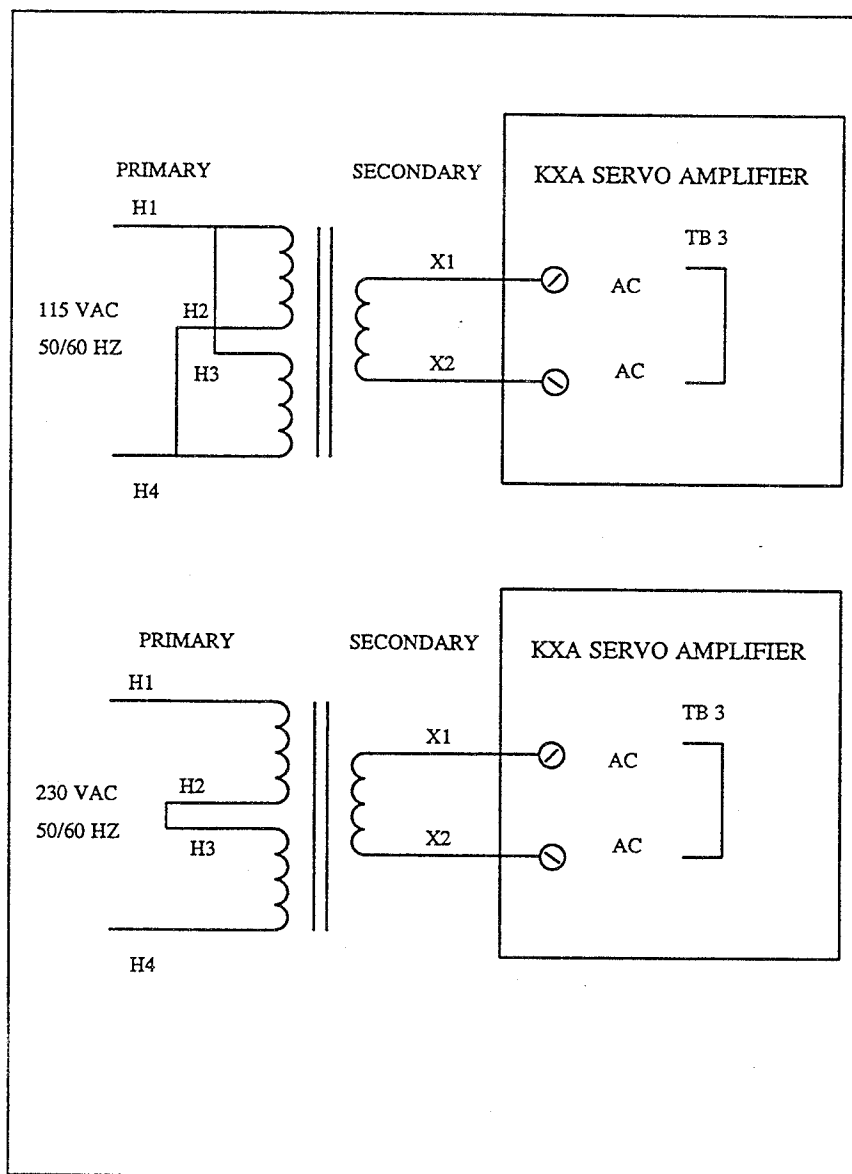 PRIMARY
SECONDARY
KXA SERVO AMPLIFIER
H1
TB 3
X1
AC
115 VAC
H2
50/60 HZ
H3
X2
AC
H4
PRIMARY
SECONDARY
KXA SERVO AMPLIFIER
H1
TB 3
X1
AC
230 VAC
H2
50/60 HZ
H3
X2
AC
H4